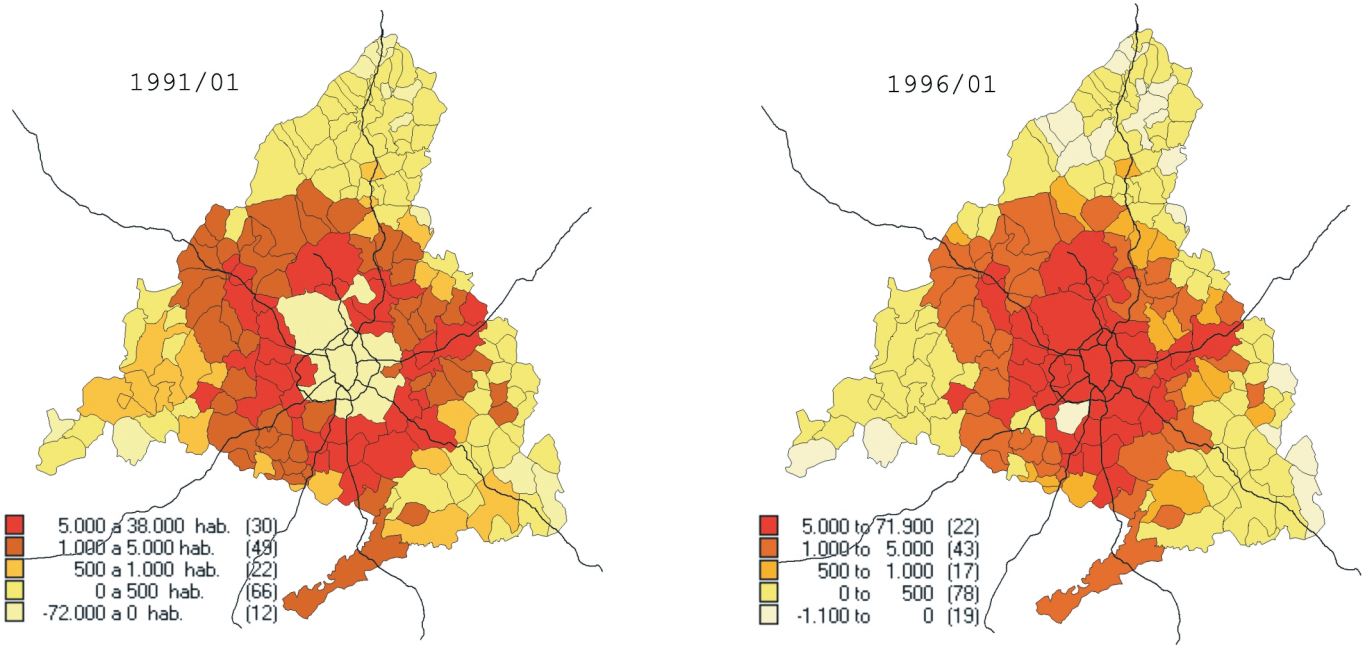 1991/01
5.000 a 38.000 hab. (30)
1.000 a 5.000 hab. (49)
500 a 1.000 hab. (22)
0 a 500 hab. (66)
-72.000 a 0 hab. (12)
1996/01
5.000 to 71.900 (22)
1.000 to 5.000 (43)
500 to 1.000 (17)
0 to 500 (78)
-1.100 to 0 (19)